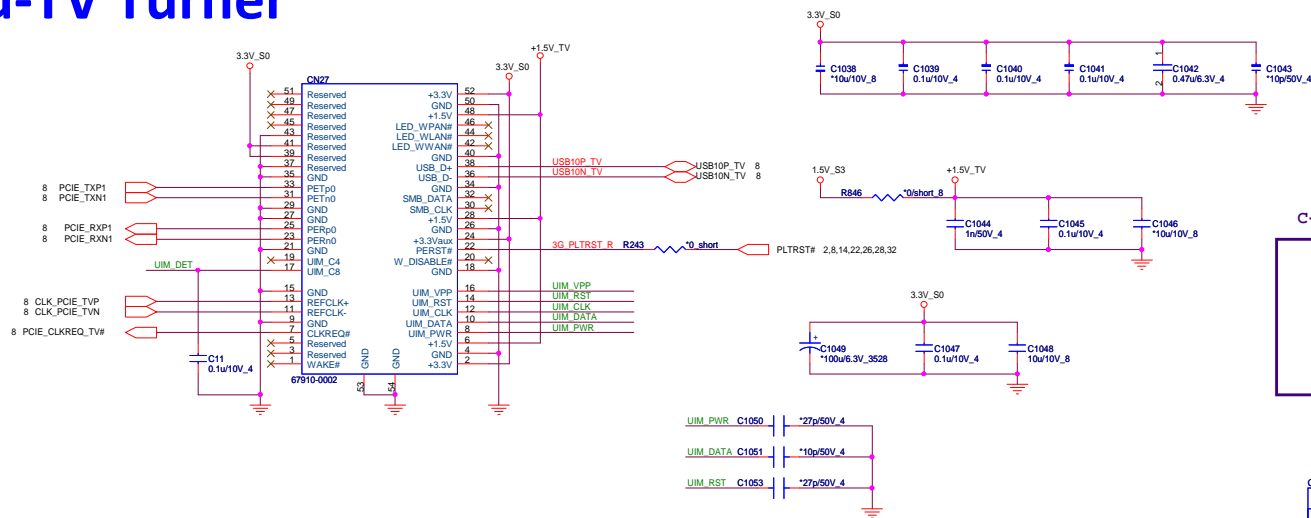 d-TV Turner
3.3V_S0
+1.5V_TV
3.3V_S0
CN27
51 Reserved
49 Reserved
47 Reserved
45 Reserved
43 Reserved
41 Reserved
39 Reserved
37 Reserved
35 GND
33 PETp0
31 PETn0
29 GND
27 GND
25 PERp0
23 PERn0
21 GND
19 UIM_C4
17 UIM_C8
15 GND
13 REFCLK+
11 REFCLK-
9 GND
7 CLKREQ#
5 Reserved
3 Reserved
1 WAKE#
+3.3V 52
GND 50
+1.5V 48
LED_WPAN# 46
LED_WLAN# 44
LED_WWAN# 42
GND 40
USB_D+ 38
USB_D- 36
GND 34
SMB_DATA 32
SMB_CLK 30
+1.5V 28
GND 26
+3.3Vaux 24
PERST# 22
W_DISABLE# 20
GND 18
UIM_VPP 16
UIM_RST 14
UIM_CLK 12
UIM_DATA 10
UIM_PWR 8
+1.5V 6
GND 4
+3.3V 2
GND 53
GND 54
67910-0002
8 PCIE_TXP1
8 PCIE_TXN1
8 PCIE_RXP1
8 PCIE_RXN1
UIM_DET
8 CLK_PCIE_TVP
8 CLK_PCIE_TVN
8 PCIE_CLKREQ_TV#
C11
0.1u/10V_4
USB10P_TV
USB10N_TV
USB10P_TV 8
USB10N_TV 8
3G_PLTRST_R R243 *0_short PLTRST# 2,8,14,22,26,28,32
UIM_VPP
UIM_RST
UIM_CLK
UIM_DATA
UIM_PWR
3.3V_S0
C1038
*10u/10V_8
C1039
0.1u/10V_4
C1040
0.1u/10V_4
C1041
0.1u/10V_4
1
2
C1042
0.47u/6.3V_4
C1043
*10p/50V_4
1.5V_S3
R846 *0/short_8
+1.5V_TV
C1044
1n/50V_4
C1045
0.1u/10V_4
C1046
*10u/10V_8
3.3V_S0
+
C1049
*100u/6.3V_3528
C1047
0.1u/10V_4
C1048
10u/10V_8
UIM_PWR C1050 *27p/50V_4
UIM_DATA C1051 *10p/50V_4
UIM_RST C1053 *27p/50V_4